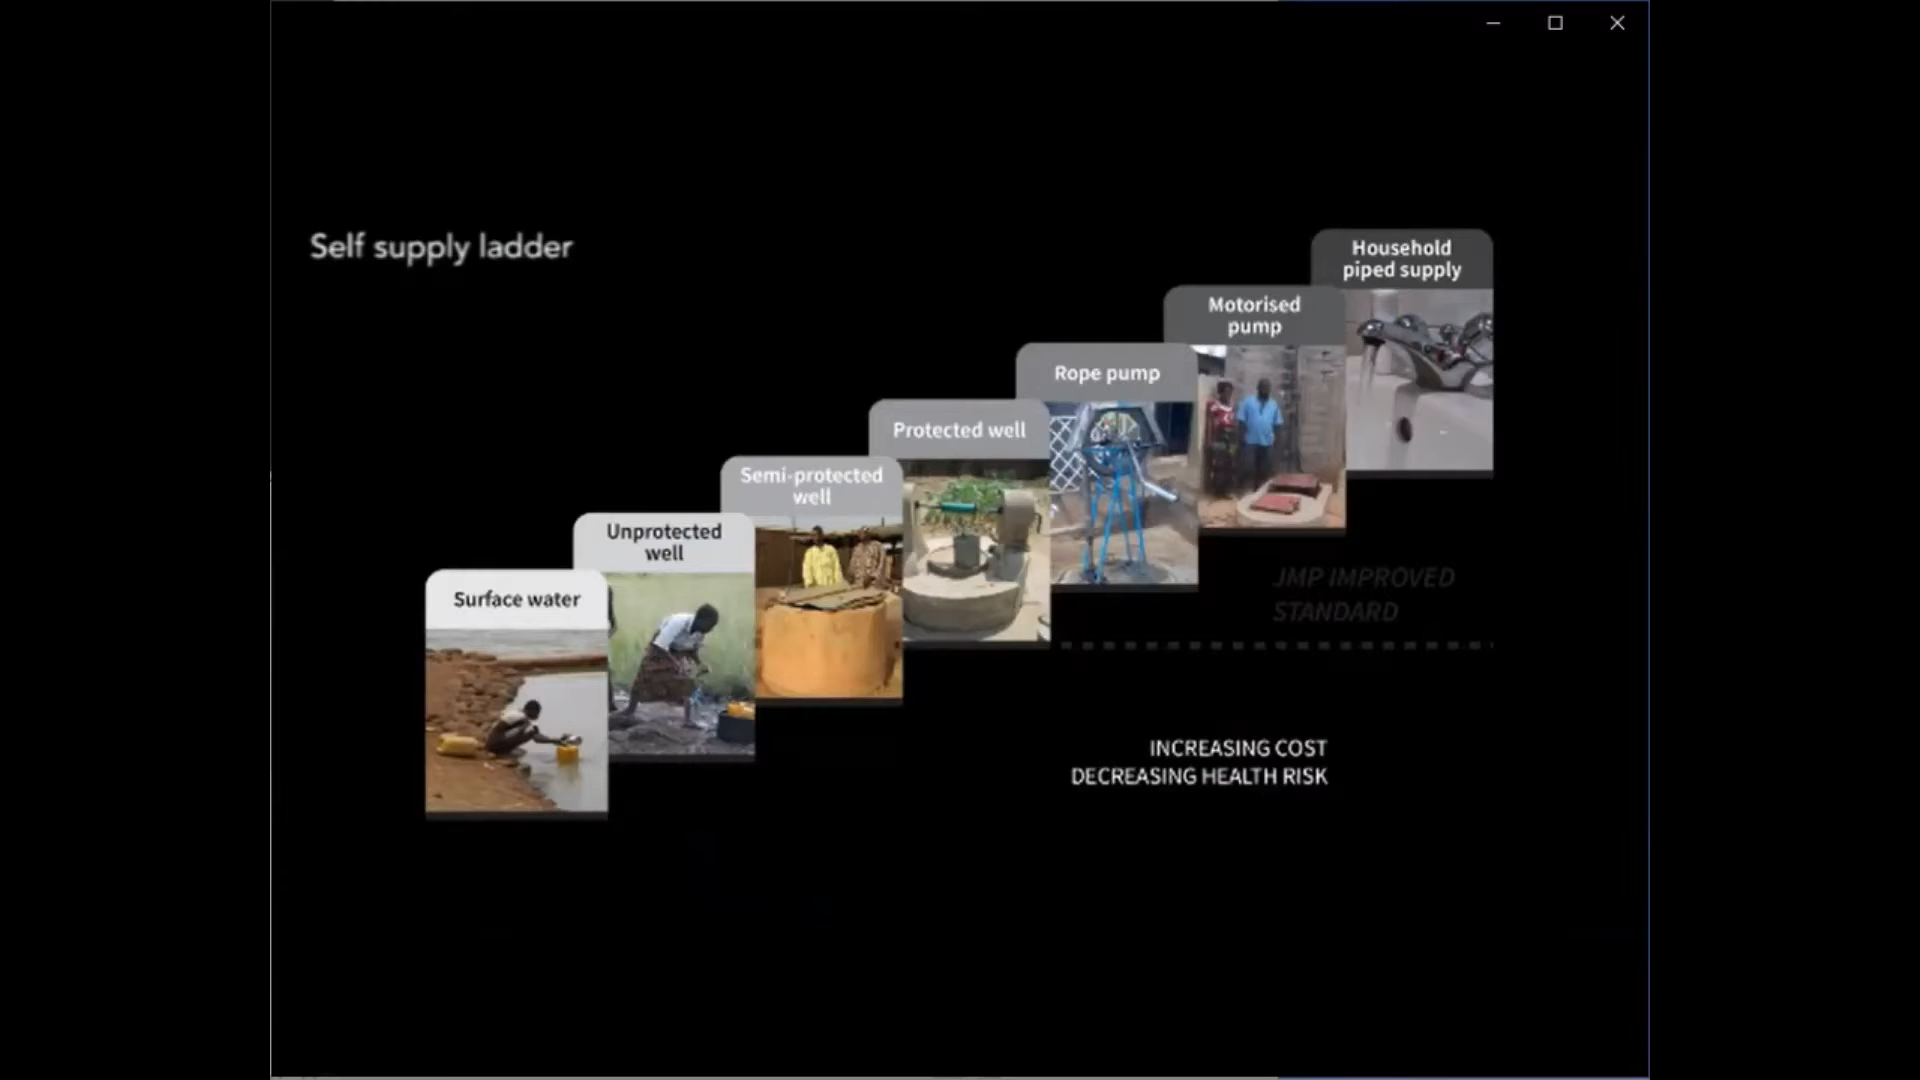 Self supply ladder
Household
piped supply
Motorised
pump
Rope pump
Protected well
Semi-protected
well
Unprotected
well
Surface water
JMP IMPROVED
STANDARD
INCREASING COST
DECREASING HEALTH RISK